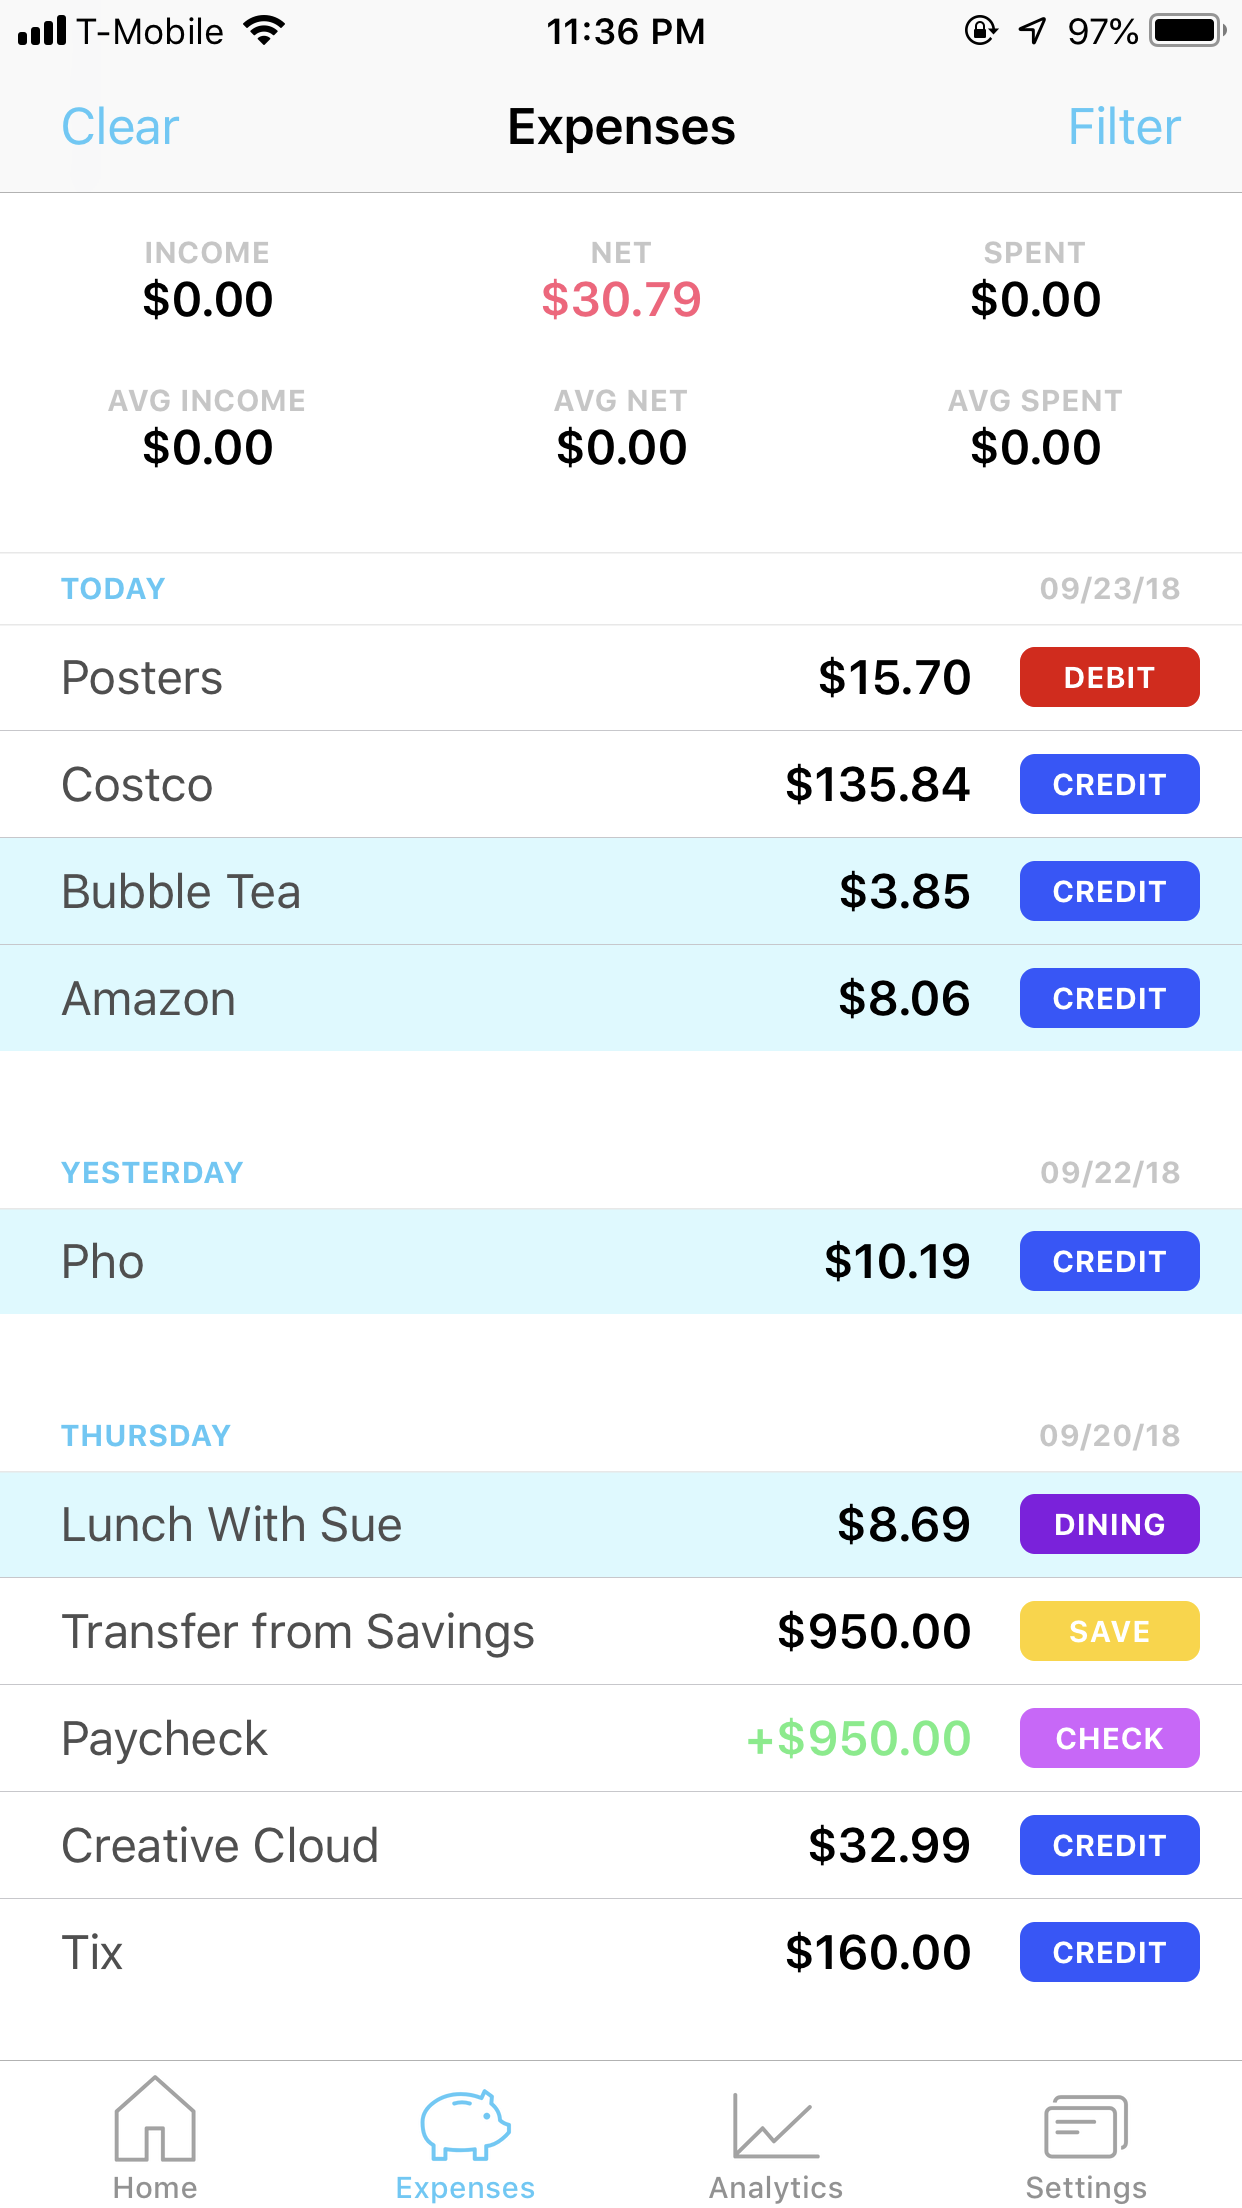 T-Mobile 11:36 PM 97%
Clear Expenses Filter
INCOME NET SPENT
$0.00 $30.79 $0.00
AVG INCOME AVG NET AVG SPENT
$0.00 $0.00 $0.00
TODAY 09/23/18
Posters $15.70 DEBIT
Costco $135.84 CREDIT
Bubble Tea $3.85 CREDIT
Amazon $8.06 CREDIT
YESTERDAY 09/22/18
Pho $10.19 CREDIT
THURSDAY 09/20/18
Lunch With Sue $8.69 DINING
Transfer from Savings $950.00 SAVE
Paycheck +$950.00 CHECK
Creative Cloud $32.99 CREDIT
Tix $160.00 CREDIT
Home Expenses Analytics Settings